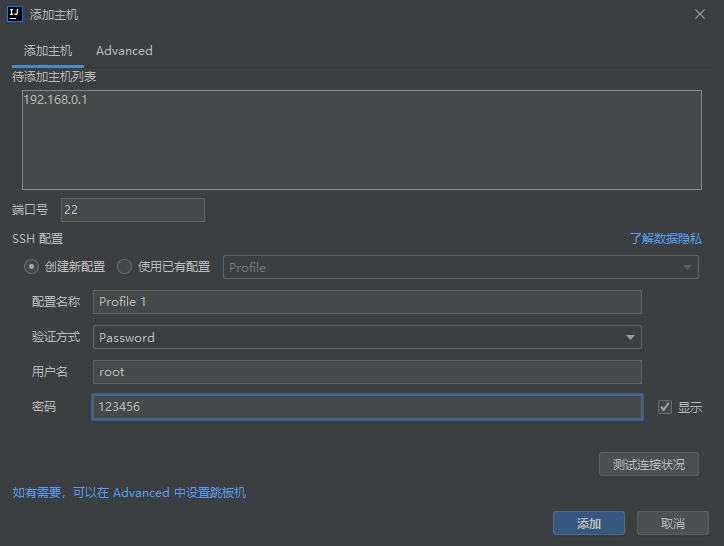 IJ 添加主机
添加主机 Advanced
待添加主机列表
192.168.0.1
端口号 22
SSH 配置 了解数据隐私
创建新配置 使用已有配置 Profile
配置名称 Profile 1
验证方式 Password
用户名 root
密码 123456 显示
测试连接状况
如有需要，可以在 Advanced 中设置跳板机
添加 取消